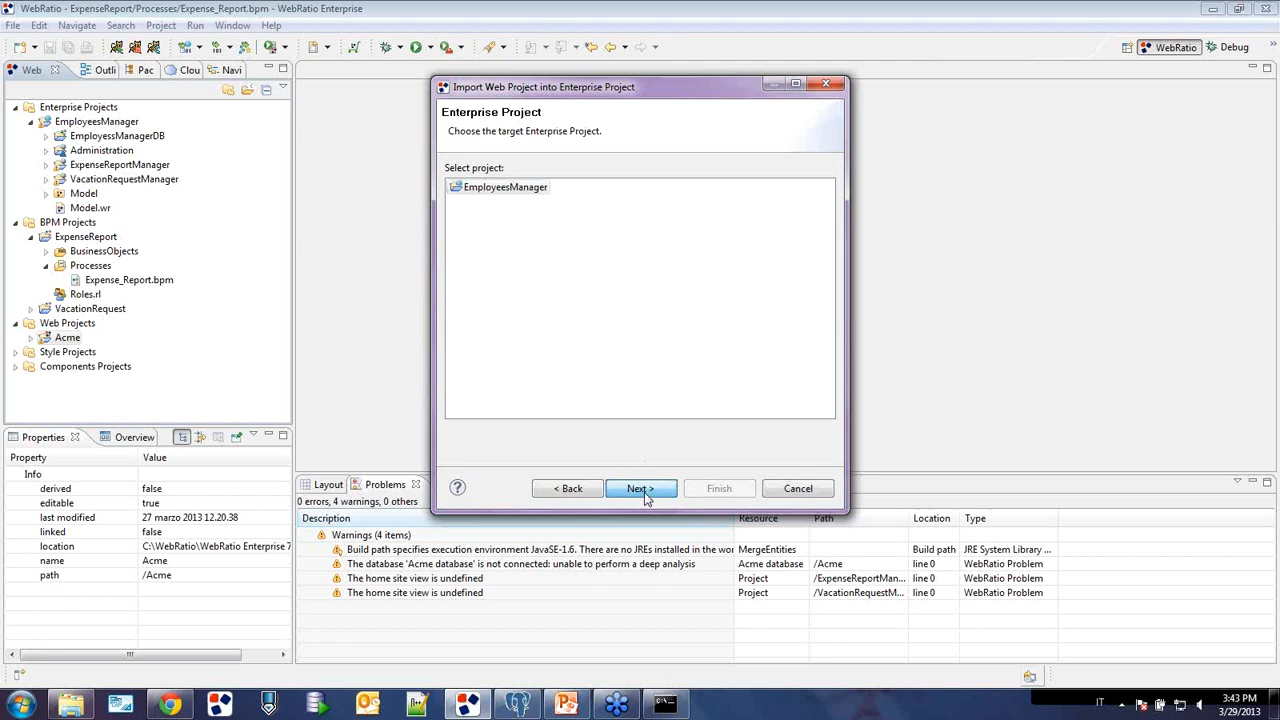 WebRatio - ExpenseReport/Processes/Expense_Report.bpm - WebRatio Enterprise
File Edit Navigate Search Project Run Window Help
WebRatio Debug
Web Outli Pac Clou Navi
Enterprise Projects
EmployeesManager
EmployessManagerDB
Administration
ExpenseReportManager
VacationRequestManager
Model
Model.wr
BPM Projects
ExpenseReport
BusinessObjects
Processes
Expense_Report.bpm
Roles.rl
VacationRequest
Web Projects
Acme
Style Projects
Components Projects
Import Web Project into Enterprise Project
Enterprise Project
Choose the target Enterprise Project.
Select project:
EmployeesManager
? < Back Next > Finish Cancel
Properties Overview
Property Value
Info
derived false
editable true
last modified 27 marzo 2013 12.20.38
linked false
location C:\WebRatio\WebRatio Enterprise 7
name Acme
path /Acme
Layout Problems
0 errors, 4 warnings, 0 others
Description Resource Path Location Type
Warnings (4 items)
Build path specifies execution environment JavaSE-1.6. There are no JREs installed in the wor MergeEntities Build path JRE System Library ...
The database 'Acme database' is not connected: unable to perform a deep analysis Acme database /Acme line 0 WebRatio Problem
The home site view is undefined Project /ExpenseReportMan... line 0 WebRatio Problem
The home site view is undefined Project /VacationRequestM... line 0 WebRatio Problem
IT 3:43 PM
3/29/2013